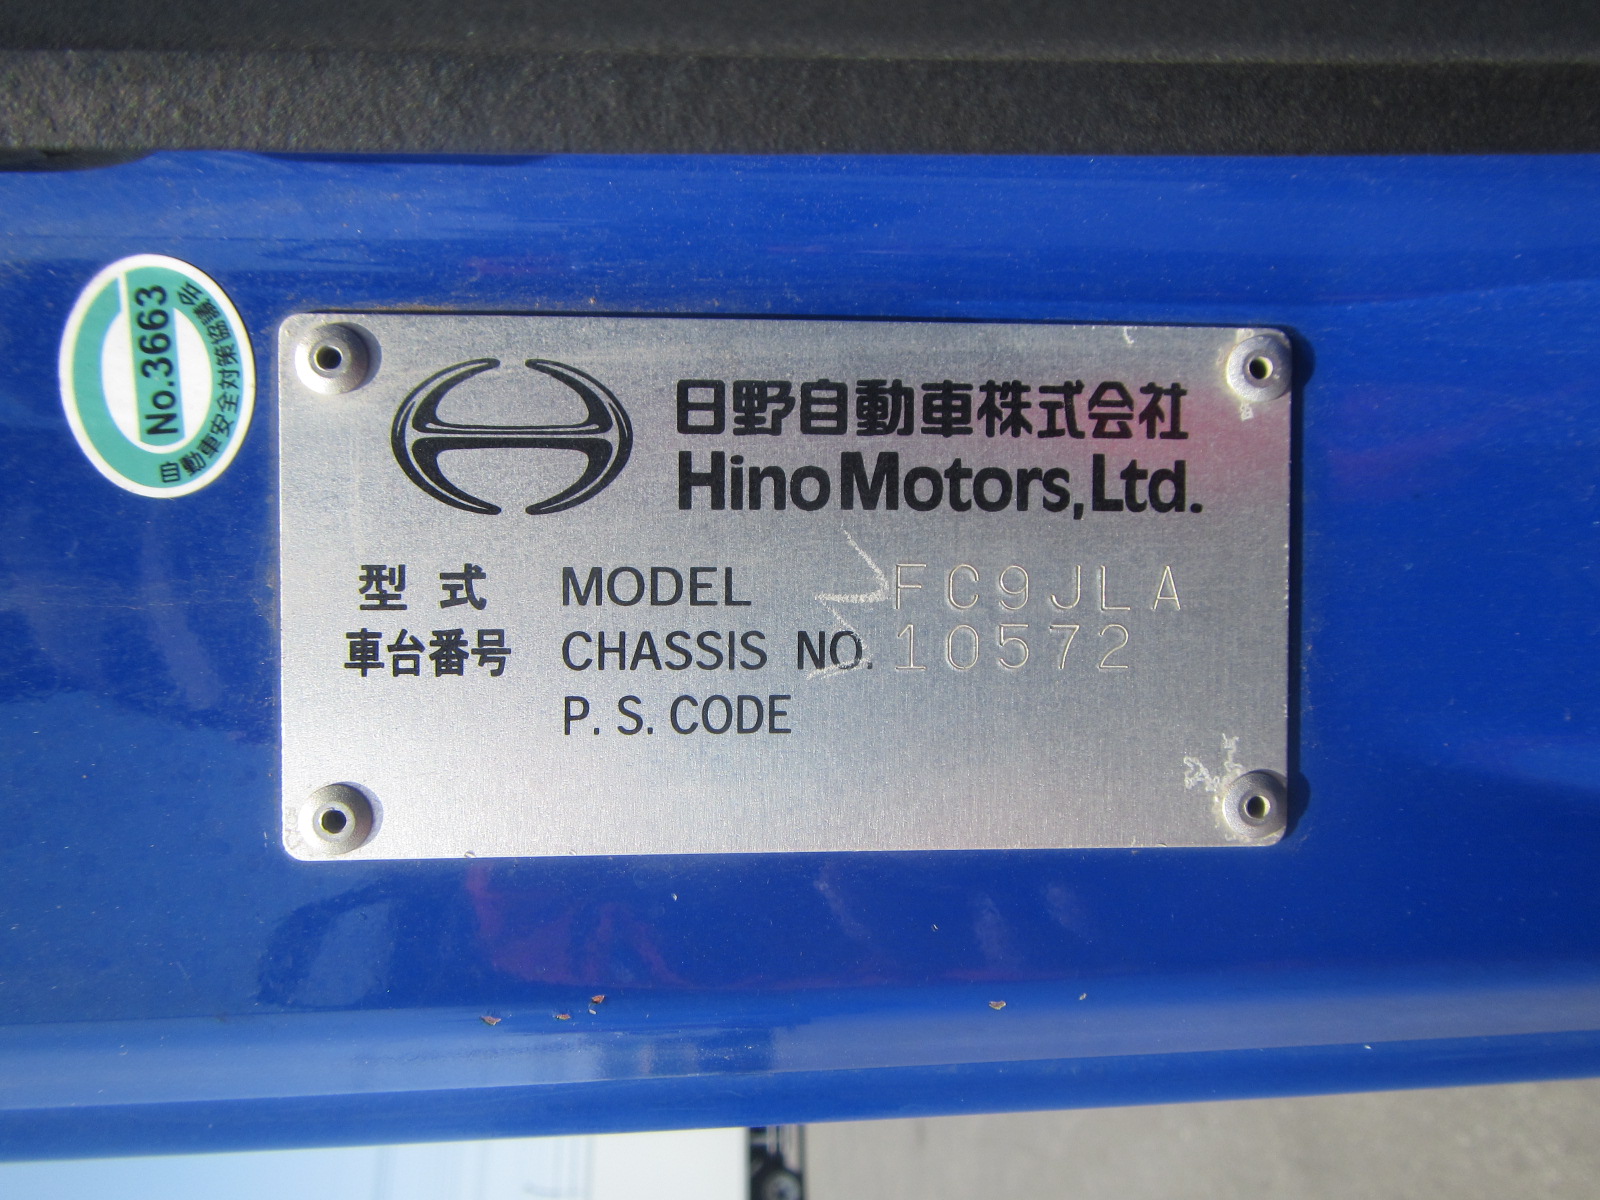 No.3663
自動車安全対策協議会
日野自動車株式会社
Hino Motors, Ltd.
型 式 MODEL FC9JLA
車台番号 CHASSIS NO. 10572
P. S. CODE